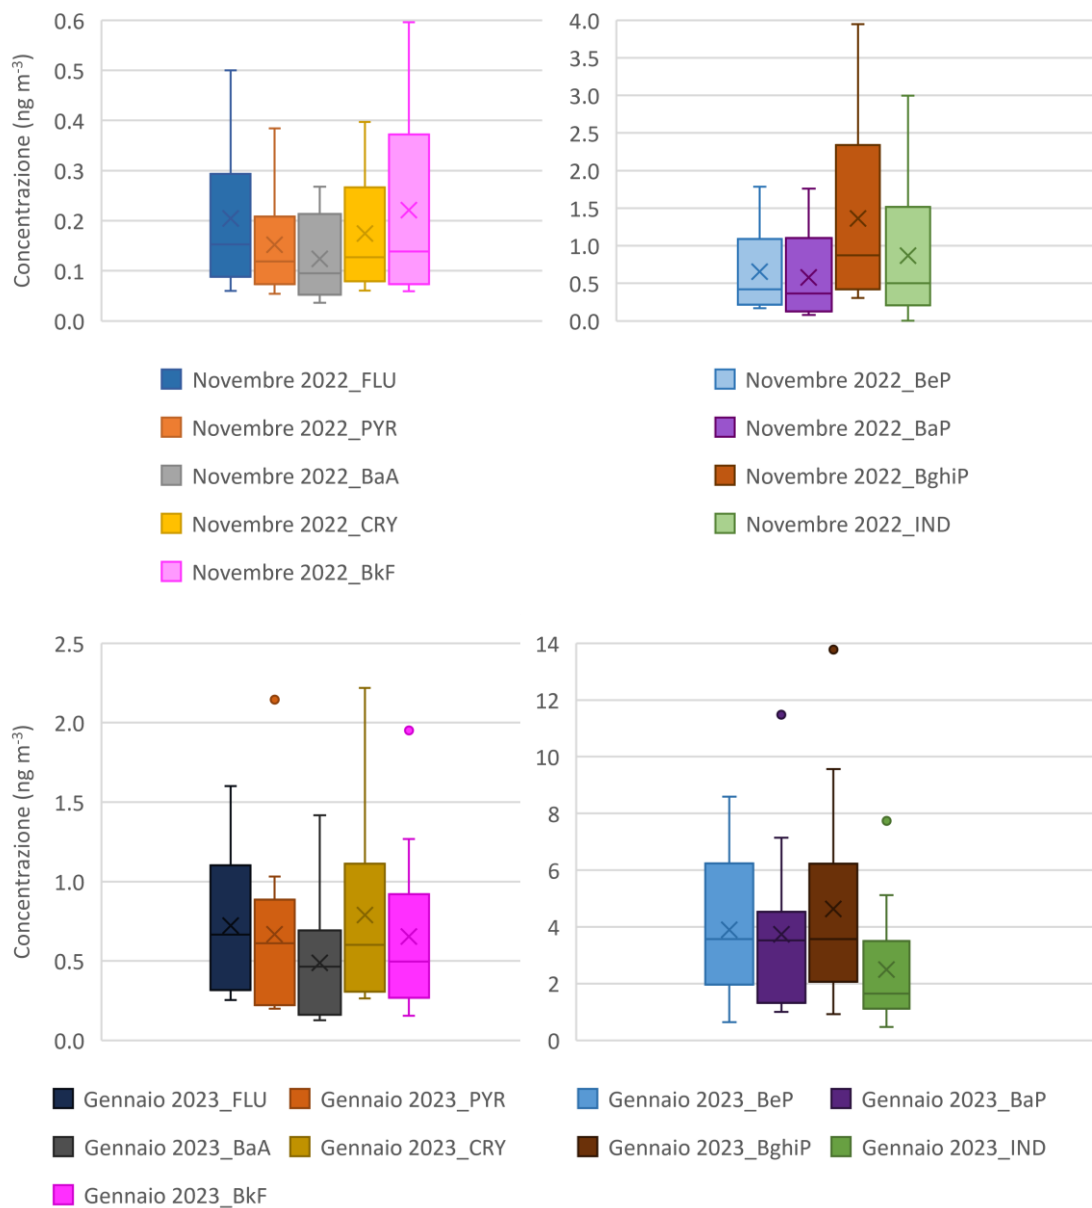 Concentrazione (ng m⁻³)
0.6
0.5
0.4
0.3
0.2
0.1
0.0
4.0
3.5
3.0
2.5
2.0
1.5
1.0
0.5
0.0
Novembre 2022_FLU
Novembre 2022_PYR
Novembre 2022_BaA
Novembre 2022_CRY
Novembre 2022_BkF
Novembre 2022_BeP
Novembre 2022_BaP
Novembre 2022_BghiP
Novembre 2022_IND
Concentrazione (ng m⁻³)
2.5
2.0
1.5
1.0
0.5
0.0
14
12
10
8
6
4
2
0
Gennaio 2023_FLU
Gennaio 2023_PYR
Gennaio 2023_BaA
Gennaio 2023_CRY
Gennaio 2023_BkF
Gennaio 2023_BeP
Gennaio 2023_BaP
Gennaio 2023_BghiP
Gennaio 2023_IND